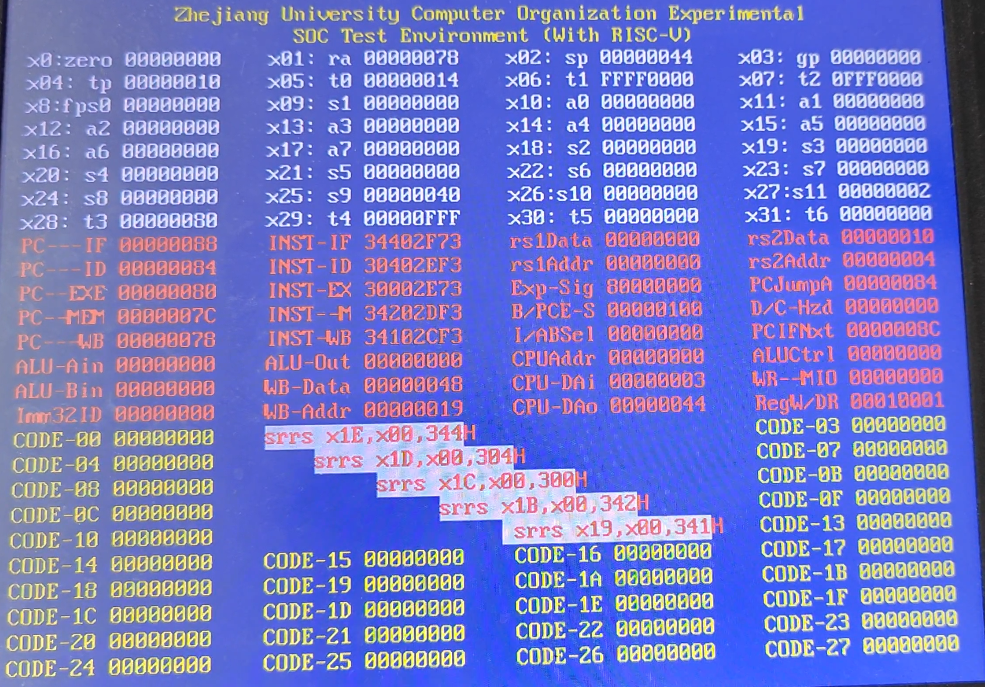 Zhejiang University Computer Organization Experimental
SOC Test Environment (With RISC-V)
x0:zero 00000000 x01: ra 00000078 x02: sp 00000044 x03: gp 00000000
x04: tp 00000010 x05: t0 00000014 x06: t1 FFFF0000 x07: t2 0FFF0000
x8:fps0 00000000 x09: s1 00000000 x10: a0 00000000 x11: a1 00000000
x12: a2 00000000 x13: a3 00000000 x14: a4 00000000 x15: a5 00000000
x16: a6 00000000 x17: a7 00000000 x18: s2 00000000 x19: s3 00000000
x20: s4 00000000 x21: s5 00000000 x22: s6 00000000 x23: s7 00000000
x24: s8 00000000 x25: s9 00000040 x26:s10 00000000 x27:s11 00000002
x28: t3 00000080 x29: t4 00000FFF x30: t5 00000000 x31: t6 00000000
PC---IF 00000088 INST-IF 34402F73 rs1Data 00000000 rs2Data 00000010
PC---ID 00000084 INST-ID 30402EF3 rs1Addr 00000000 rs2Addr 00000004
PC--EXE 00000080 INST-EX 30002E73 Exp-Sig 80000000 PCJumpA 00000084
PC--MEM 0000007C INST--M 34202DF3 B/PCE-S 00000100 D/C-Hzd 00000000
PC---WB 00000078 INST-WB 34102CF3 I/ABSel 00000000 PCIFNxt 0000008C
ALU-Ain 00000000 ALU-Out 00000000 CPUAddr 00000000 ALUCtrl 00000000
ALU-Bin 00000000 WB-Data 00000048 CPU-DAi 00000003 WR--MIO 00000000
Imm32ID 00000000 WB-Addr 00000019 CPU-DAo 00000044 RegW/DR 00010001
CODE-00 00000000 srrs x1E,x00,344H CODE-03 00000000
CODE-04 00000000 srrs x1D,x00,304H CODE-07 00000000
CODE-08 00000000 srrs x1C,x00,300H CODE-0B 00000000
CODE-0C 00000000 srrs x1B,x00,342H CODE-0F 00000000
CODE-10 00000000 srrs x19,x00,341H CODE-13 00000000
CODE-14 00000000 CODE-15 00000000 CODE-16 00000000 CODE-17 00000000
CODE-18 00000000 CODE-19 00000000 CODE-1A 00000000 CODE-1B 00000000
CODE-1C 00000000 CODE-1D 00000000 CODE-1E 00000000 CODE-1F 00000000
CODE-20 00000000 CODE-21 00000000 CODE-22 00000000 CODE-23 00000000
CODE-24 00000000 CODE-25 00000000 CODE-26 00000000 CODE-27 00000000